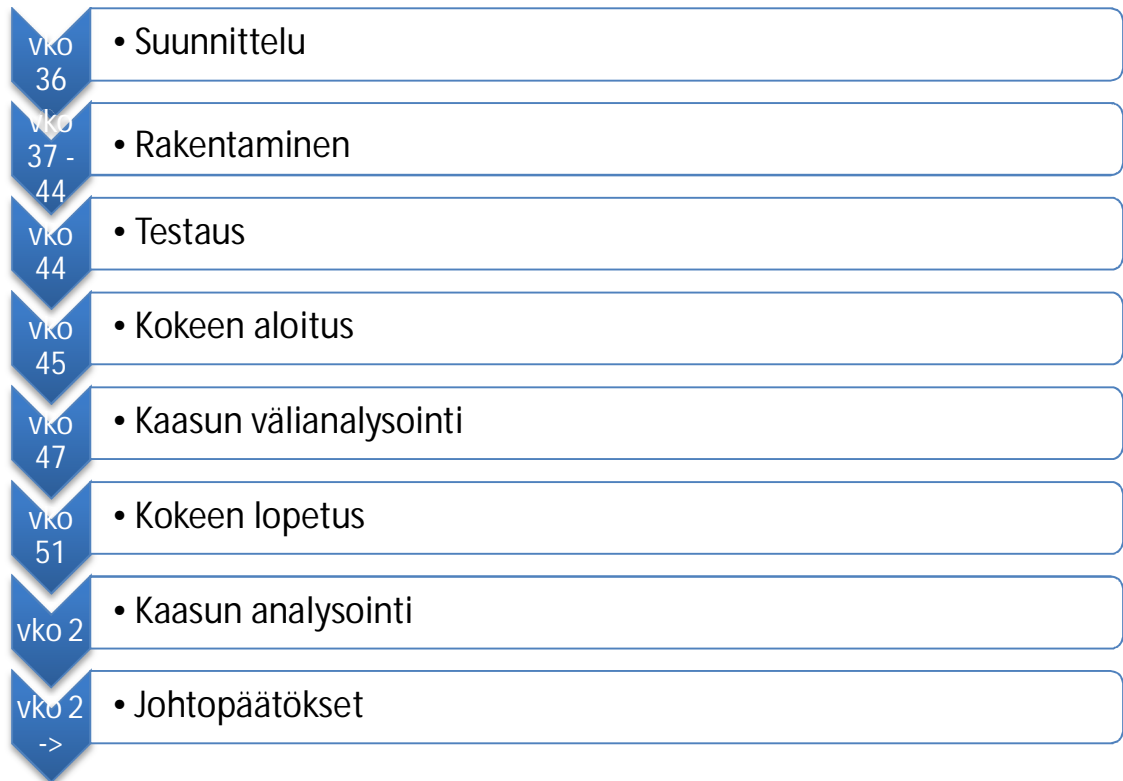 vko
36
• Suunnittelu
vko
37 -
44
• Rakentaminen
vko
44
• Testaus
vko
45
• Kokeen aloitus
vko
47
• Kaasun välianalysointi
vko
51
• Kokeen lopetus
vko 2
• Kaasun analysointi
vko 2
->
• Johtopäätökset